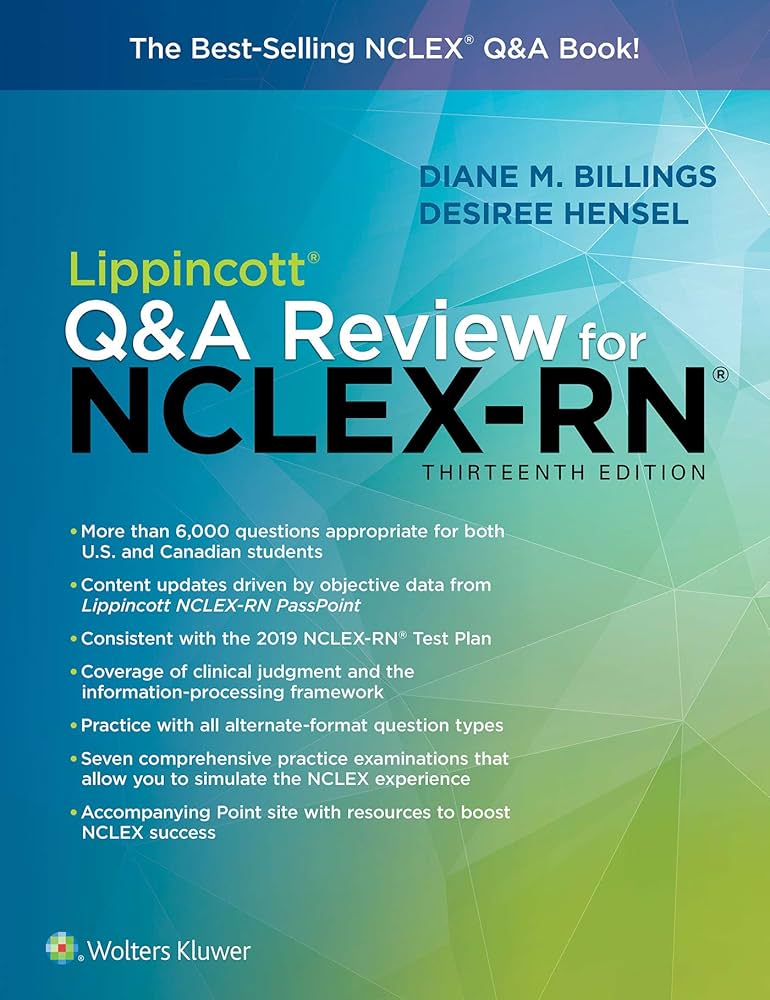 The Best-Selling NCLEX® Q&A Book!
DIANE M. BILLINGS
DESIREE HENSEL
Lippincott®
Q&A Review for
NCLEX-RN®
THIRTEENTH EDITION
• More than 6,000 questions appropriate for both
U.S. and Canadian students
• Content updates driven by objective data from
Lippincott NCLEX-RN PassPoint
• Consistent with the 2019 NCLEX-RN® Test Plan
• Coverage of clinical judgment and the
information-processing framework
• Practice with all alternate-format question types
• Seven comprehensive practice examinations that
allow you to simulate the NCLEX experience
• Accompanying Point site with resources to boost
NCLEX success
®
Wolters Kluwer